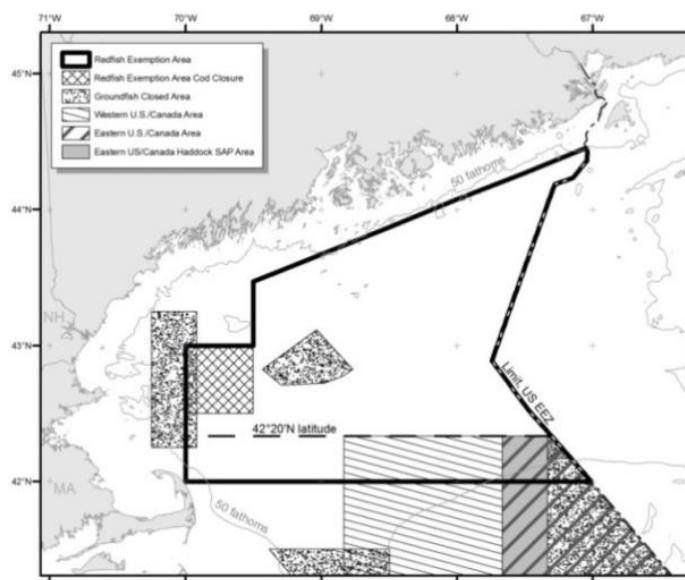 71°W 70°W 69°W 68°W 67°W
Redfish Exemption Area
Redfish Exemption Area Cod Closure
Groundfish Closed Area
Western U.S./Canada Area
Eastern U.S./Canada Area
Eastern US/Canada Haddock SAP Area
45°N
50 fathoms
44°N
NH
43°N
Limit, US EEZ
42°20'N latitude
42°N
MA
50 fathoms